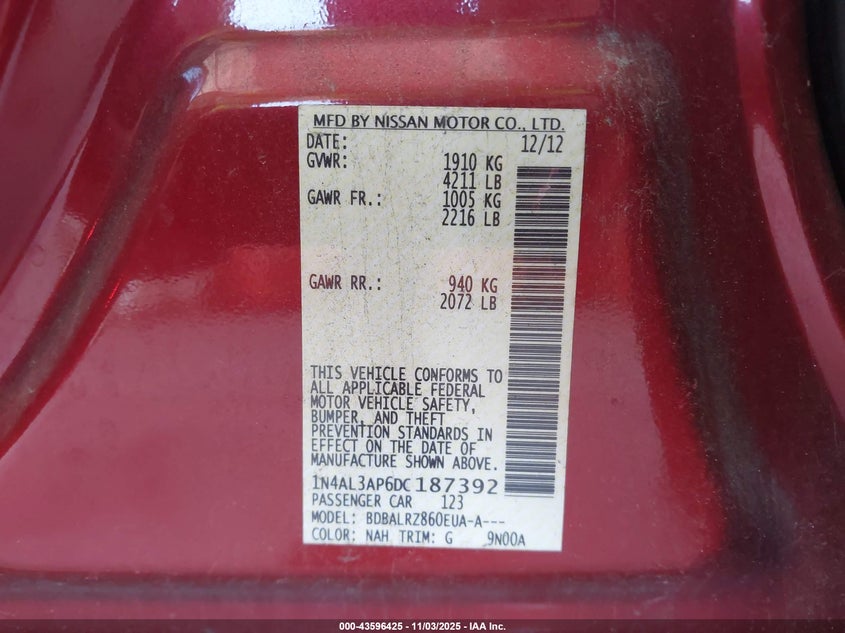 MFD BY NISSAN MOTOR CO., LTD.
DATE: 12/12
GVWR: 1910 KG
4211 LB
GAWR FR.: 1005 KG
2216 LB
GAWR RR.: 940 KG
2072 LB
THIS VEHICLE CONFORMS TO
ALL APPLICABLE FEDERAL
MOTOR VEHICLE SAFETY,
BUMPER, AND THEFT
PREVENTION STANDARDS IN
EFFECT ON THE DATE OF
MANUFACTURE SHOWN ABOVE.
1N4AL3AP6DC187392
PASSENGER CAR 123
MODEL: BDBALRZ860EUA-A---
COLOR: NAH TRIM: G 9N00A
000-43596425 - 11/03/2025 - IAA Inc.